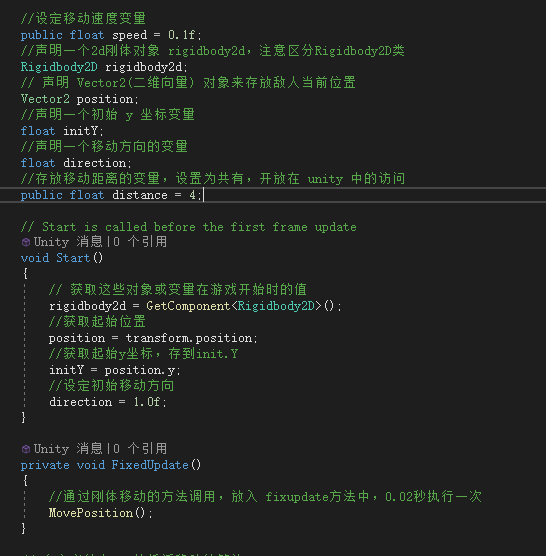 //设定移动速度变量
public float speed = 0.1f;
//声明一个2d刚体对象 rigidbody2d，注意区分Rigidbody2D类
Rigidbody2D rigidbody2d;
// 声明 Vector2(二维向量) 对象来存放敌人当前位置
Vector2 position;
//声明一个初始 y 坐标变量
float initY;
//声明一个移动方向的变量
float direction;
//存放移动距离的变量，设置为共有，开放在 unity 中的访问
public float distance = 4;
// Start is called before the first frame update
Unity 消息|0 个引用
void Start()
{
// 获取这些对象或变量在游戏开始时的值
rigidbody2d = GetComponent<Rigidbody2D>();
//获取起始位置
position = transform.position;
//获取起始y坐标，存到init.Y
initY = position.y;
//设定初始移动方向
direction = 1.0f;
}
Unity 消息|0 个引用
private void FixedUpdate()
{
//通过刚体移动的方法调用，放入 fixupdate方法中，0.02秒执行一次
MovePosition();
}